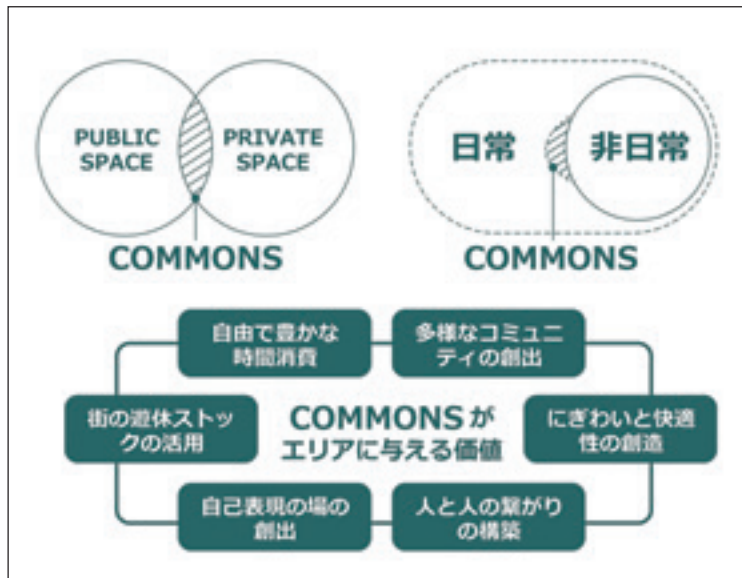 PUBLIC
SPACE
PRIVATE
SPACE
COMMONS
日常
非日常
COMMONS
自由で豊かな
時間消費
多様なコミュニ
ティの創出
街の遊休ストッ
クの活用
COMMONSが
エリアに与える価値
にぎわいと快適
性の創造
自己表現の場の
創出
人と人の繋がり
の構築